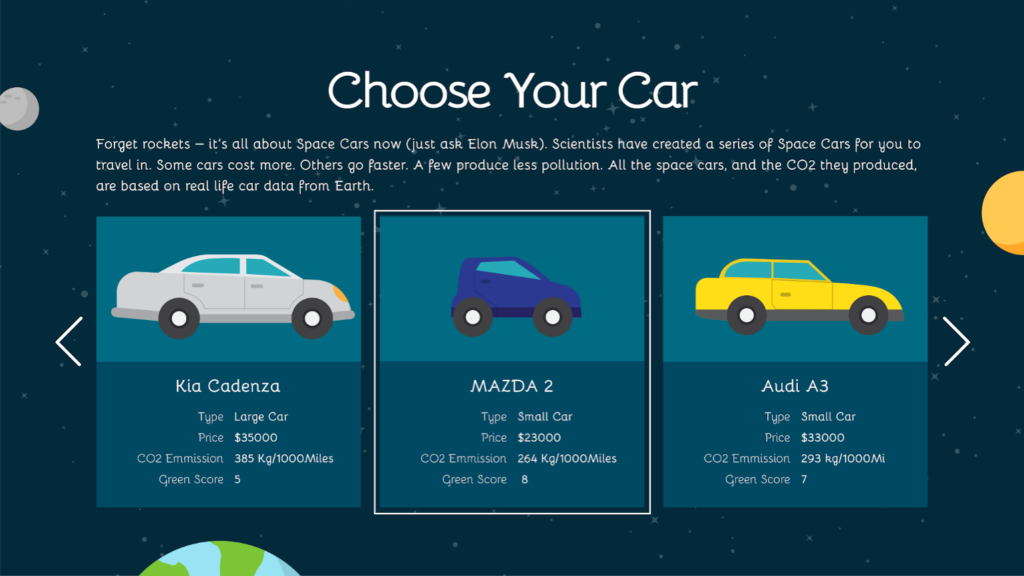 Choose Your Car
Forget rockets – it's all about Space Cars now (just ask Elon Musk). Scientists have created a series of Space Cars for you to
travel in. Some cars cost more. Others go faster. A few produce less pollution. All the space cars, and the CO2 they produced,
are based on real life car data from Earth.
Kia Cadenza
Type Large Car
Price $35000
CO2 Emmission 385 Kg/1000Miles
Green Score 5
MAZDA 2
Type Small Car
Price $23000
CO2 Emmission 264 Kg/1000Miles
Green Score 8
Audi A3
Type Small Car
Price $33000
CO2 Emmission 293 kg/1000Mi
Green Score 7